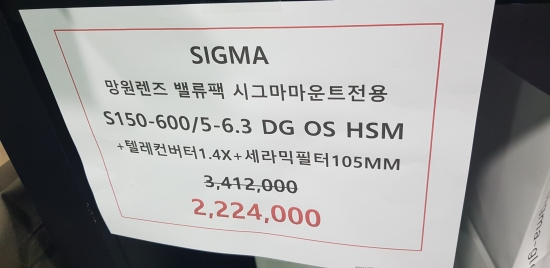 SIGMA
망원렌즈 밸류팩 시그마마운트전용
S150-600/5-6.3 DG OS HSM
+텔레컨버터1.4X+세라믹필터105MM
3,412,000
2,224,000